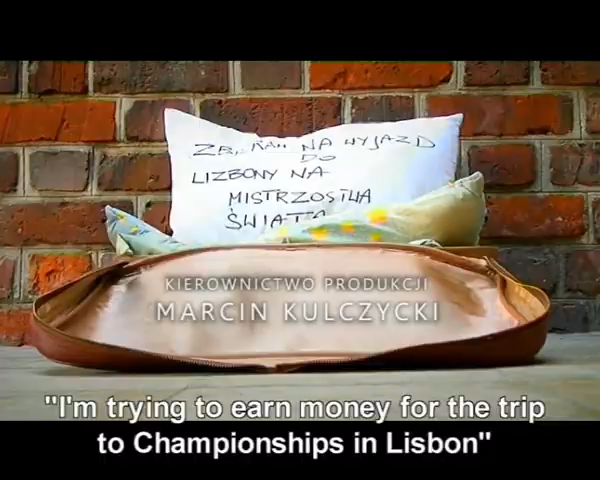 ZBIERAM NA WYJAZD
DO
LIZBONY NA
MISTRZOSTWA
ŚWIATA
KIEROWNICTWO PRODUKCJI
MARCIN KULCZYCKI
"I'm trying to earn money for the trip
to Championships in Lisbon"